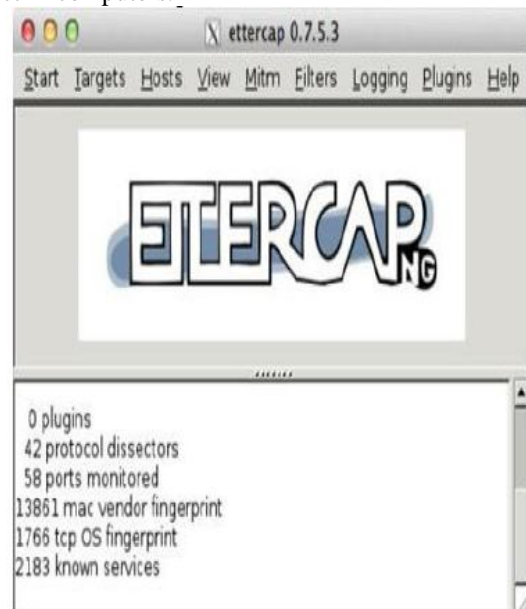 ettercap 0.7.5.3
Start Targets Hosts View Mitm Filters Logging Plugins Help
ETTERCAP
NG
0 plugins
42 protocol dissectors
58 ports monitored
13861 mac vendor fingerprint
1766 tcp OS fingerprint
2183 known services